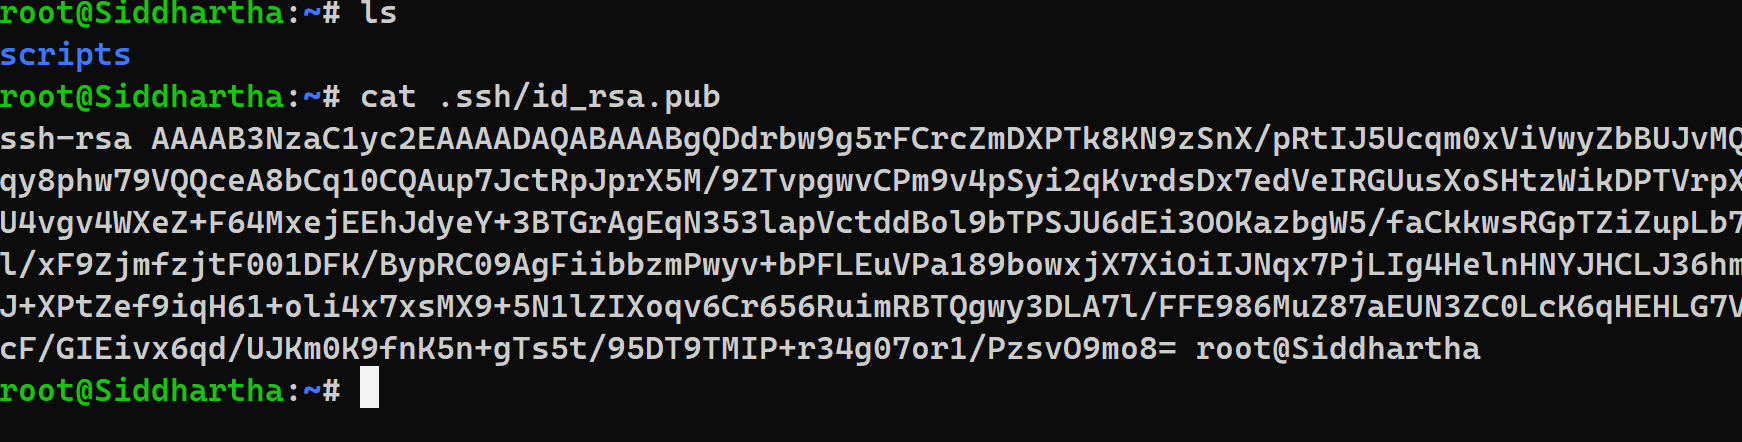 root@Siddhartha:~# ls
scripts
root@Siddhartha:~# cat .ssh/id_rsa.pub
ssh-rsa AAAAB3NzaC1yc2EAAAADAQABAAABgQDdrbw9g5rFCrcZmDXPTk8KN9zSnX/pRtIJ5Ucqm0xViVwyZbBUJvMQ
qy8phw79VQQceA8bCq10CQAup7JctRpJprX5M/9ZTvpgwvCPm9v4pSyi2qKvrdsDx7edVeIRGUusXoSHtzWikDPTVrpX
U4vgv4WXeZ+F64MxejEEhJdyeY+3BTGrAgEqN353lapVctddBol9bTPSJU6dEi3OOKazbgW5/faCkkwsRGpTZiZupLb7
l/xF9ZjmfzjtF001DFK/BypRC09AgFiibbzmPwyv+bPFLEuVPa189bowxjX7XiOiIJNqx7PjLIg4HelnHNYJHCLJ36hm
J+XPtZef9iqH61+oli4x7xsMX9+5N1lZIXoqv6Cr656RuimRBTQgwy3DLA7l/FFE986MuZ87aEUN3ZC0LcK6qHEHLG7V
cF/GIEivx6qd/UJKm0K9fnK5n+gTs5t/95DT9TMIP+r34g07or1/PzsvO9mo8= root@Siddhartha
root@Siddhartha:~#